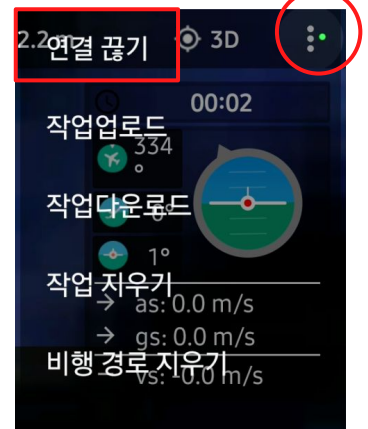 2.2 m
연결 끊기
3D
00:02
작업업로드
334
°
작업다운로드
0°
1°
작업 지우기
as: 0.0 m/s
gs: 0.0 m/s
비행 경로 지우기
vs: -0.0 m/s